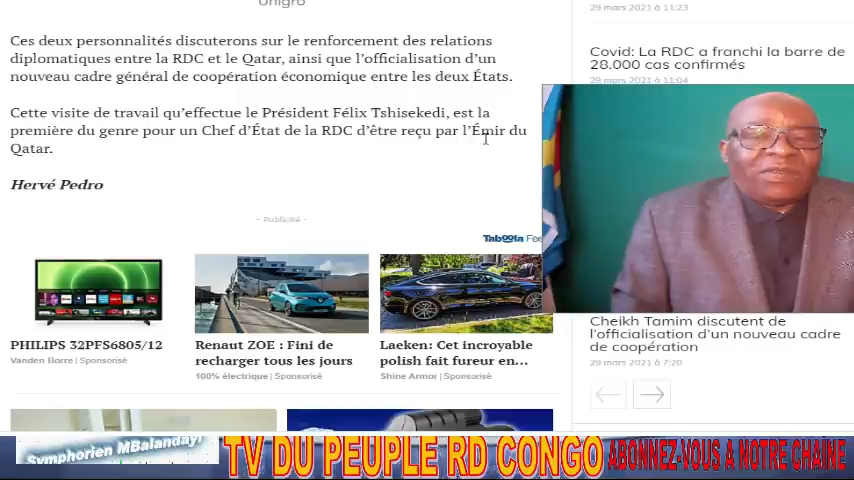 Unigro
Ces deux personnalités discuterons sur le renforcement des relations
diplomatiques entre la RDC et le Qatar, ainsi que l'officialisation d'un
nouveau cadre général de coopération économique entre les deux États.
Cette visite de travail qu'effectue le Président Félix Tshisekedi, est la
première du genre pour un Chef d'État de la RDC d'être reçu par l'Émir du
Qatar.
Hervé Pedro
- Publicité -
Taboola Fee
PHILIPS 32PFS6805/12
Vanden Borre | Sponsorisé
Renaut ZOE : Fini de
recharger tous les jours
100% électrique | Sponsorisé
Laeken: Cet incroyable
polish fait fureur en...
Shine Armor | Sponsorisé
29 mars 2021 à 11:23
Covid: La RDC a franchi la barre de
28.000 cas confirmés
29 mars 2021 à 11:04
Cheikh Tamim discutent de
l'officialisation d'un nouveau cadre
de coopération
29 mars 2021 à 7:20
Symphorien MBalandayi
TV DU PEUPLE RD CONGO
ABONNEZ-VOUS A NOTRE CHAINE